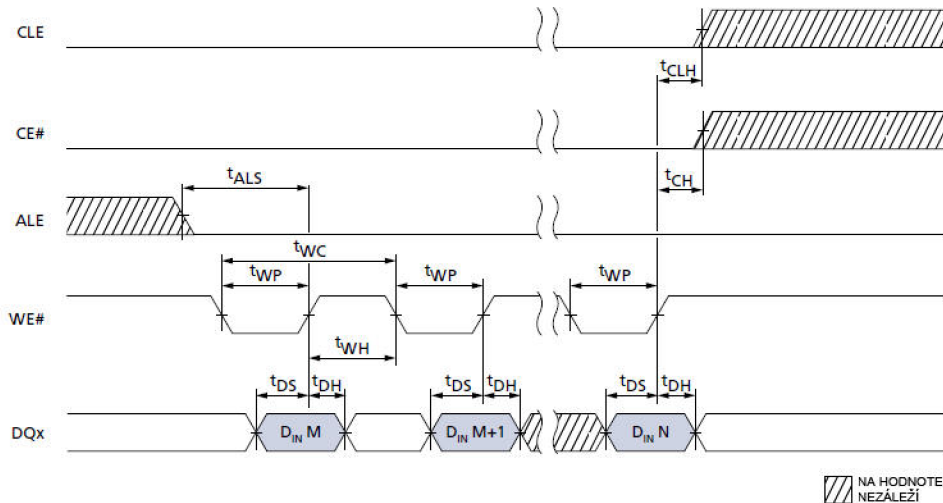 CLE
tCLH
CE#
tCH
tALS
ALE
tWC
tWP tWP tWP
WE#
tWH
tDS tDH tDS tDH tDS tDH
DQx DIN M DIN M+1 DIN N
NA HODNOTE
NEZÁLEŽÍ